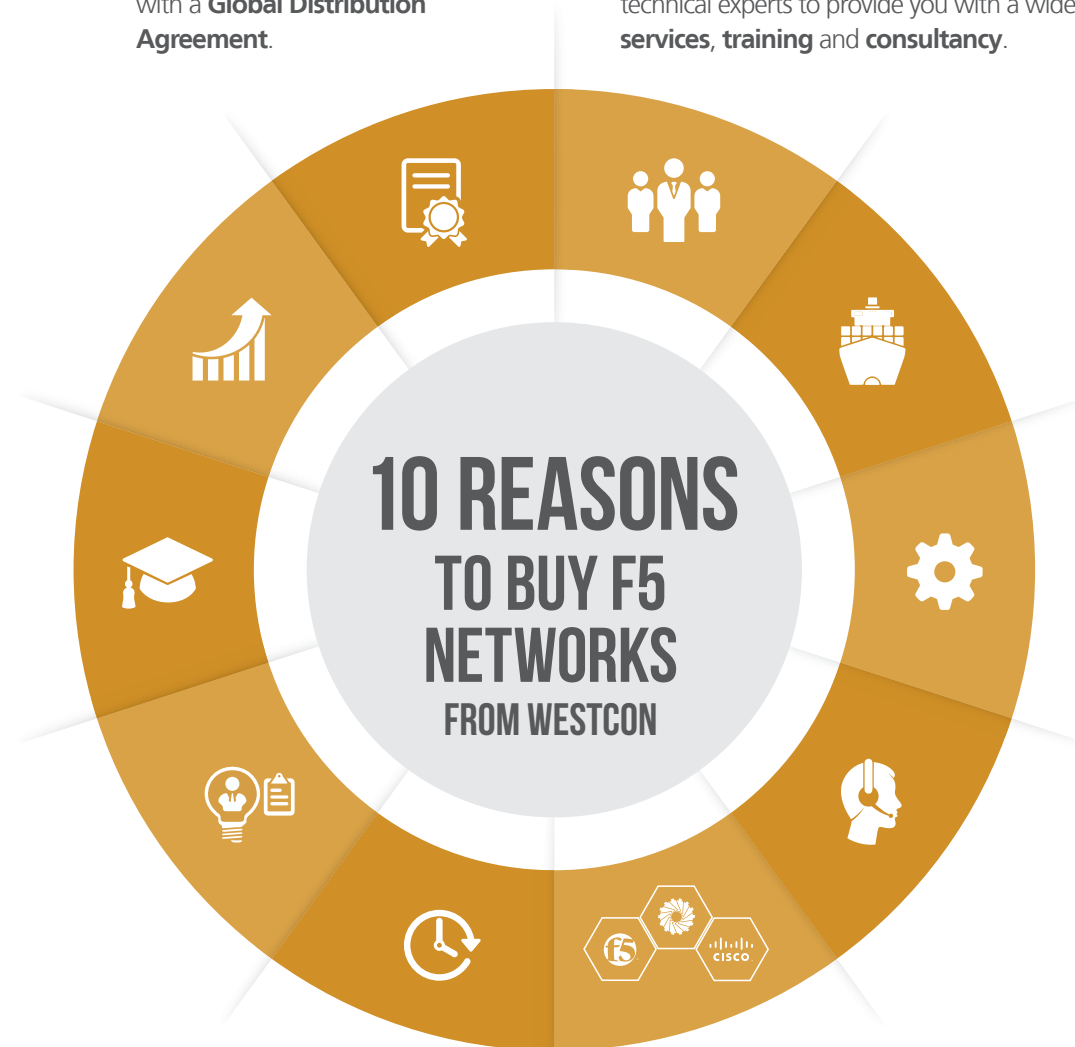 with a Global Distribution
Agreement.
technical experts to provide you with a wide
services, training and consultancy.
10 REASONS
TO BUY F5
NETWORKS
FROM WESTCON
f5
CISCO